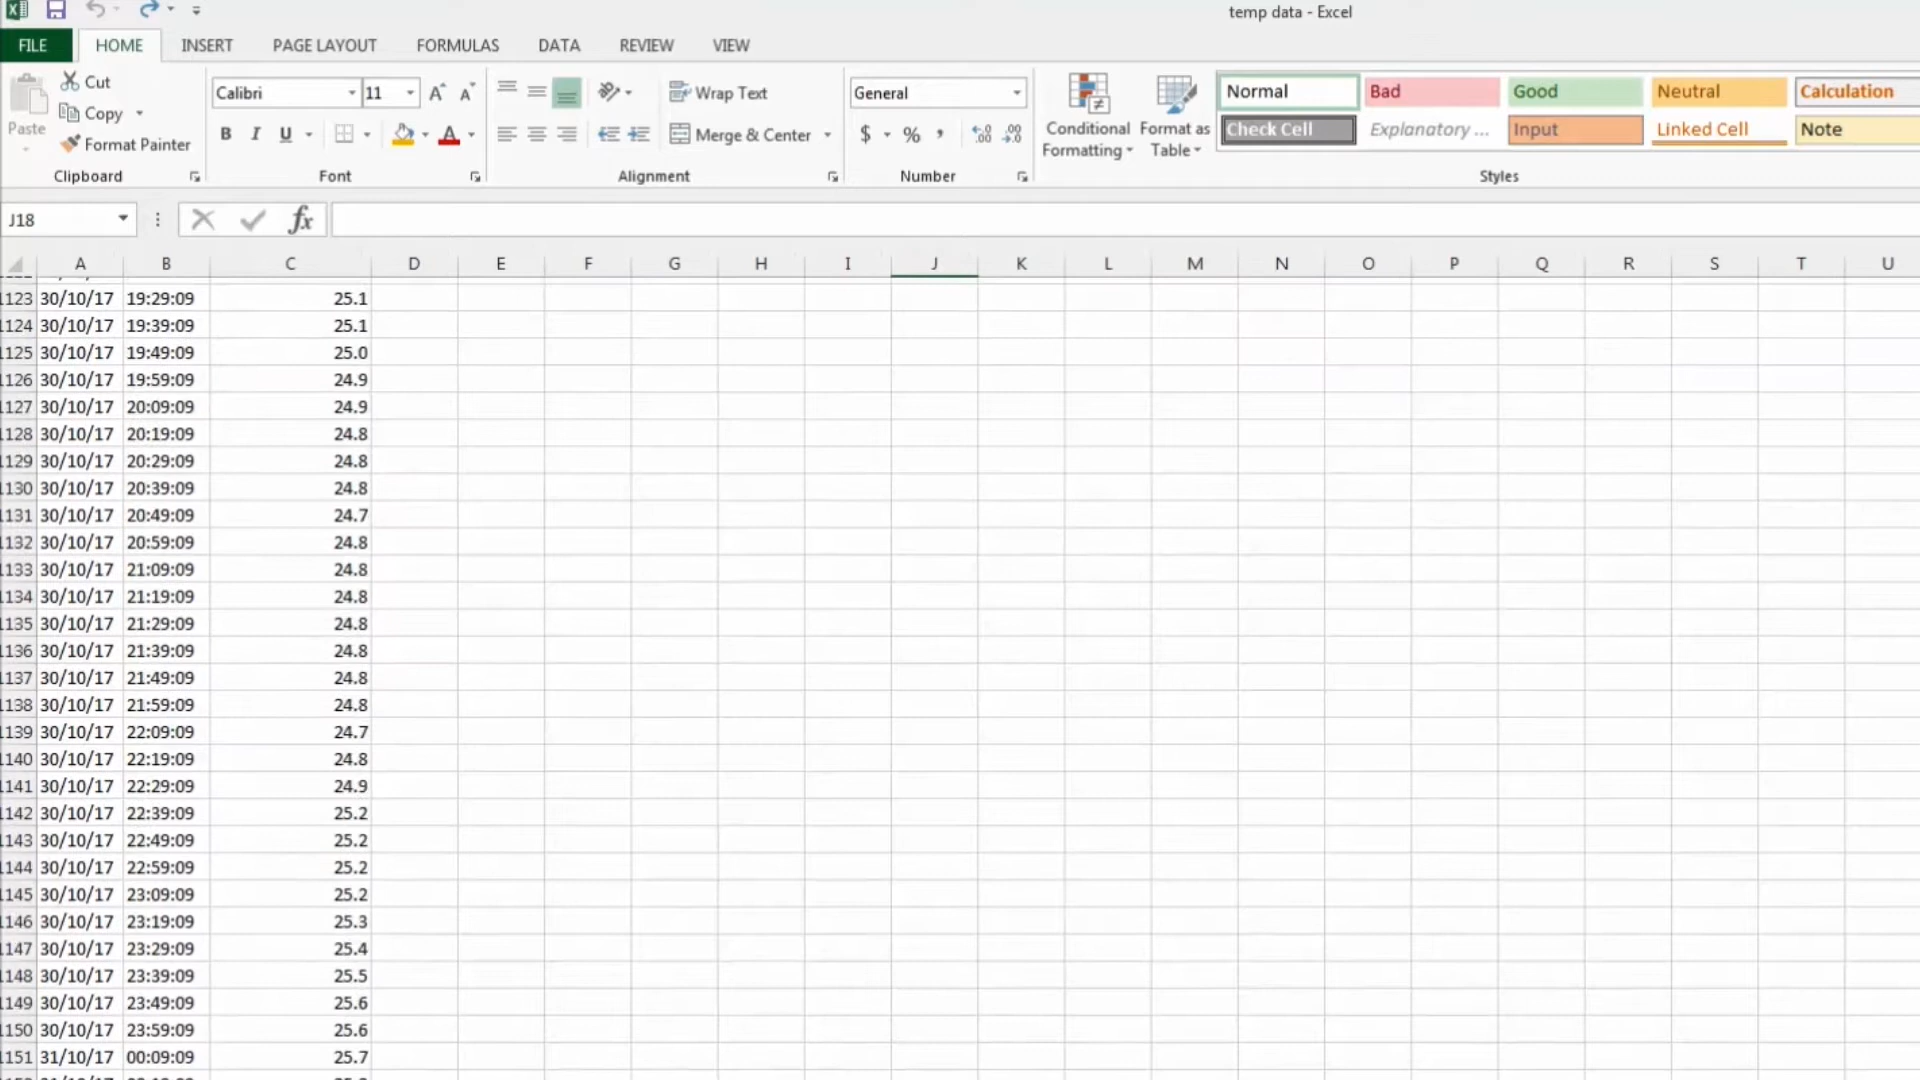 temp data - Excel
FILE HOME INSERT PAGE LAYOUT FORMULAS DATA REVIEW VIEW
Paste
Cut
Copy
Format Painter
Clipboard
Calibri 11
B I U
Font
Wrap Text
Merge & Center
Alignment
General
$ % ,
Number
Conditional Formatting
Format as Table
Normal Bad Good Neutral Calculation
Check Cell Explanatory ... Input Linked Cell Note
Styles
J18 fx
A B C D E F G H I J K L M N O P Q R S T U
1123 30/10/17 19:29:09 25.1
1124 30/10/17 19:39:09 25.1
1125 30/10/17 19:49:09 25.0
1126 30/10/17 19:59:09 24.9
1127 30/10/17 20:09:09 24.9
1128 30/10/17 20:19:09 24.8
1129 30/10/17 20:29:09 24.8
1130 30/10/17 20:39:09 24.8
1131 30/10/17 20:49:09 24.7
1132 30/10/17 20:59:09 24.8
1133 30/10/17 21:09:09 24.8
1134 30/10/17 21:19:09 24.8
1135 30/10/17 21:29:09 24.8
1136 30/10/17 21:39:09 24.8
1137 30/10/17 21:49:09 24.8
1138 30/10/17 21:59:09 24.8
1139 30/10/17 22:09:09 24.7
1140 30/10/17 22:19:09 24.8
1141 30/10/17 22:29:09 24.9
1142 30/10/17 22:39:09 25.2
1143 30/10/17 22:49:09 25.2
1144 30/10/17 22:59:09 25.2
1145 30/10/17 23:09:09 25.2
1146 30/10/17 23:19:09 25.3
1147 30/10/17 23:29:09 25.4
1148 30/10/17 23:39:09 25.5
1149 30/10/17 23:49:09 25.6
1150 30/10/17 23:59:09 25.6
1151 31/10/17 00:09:09 25.7